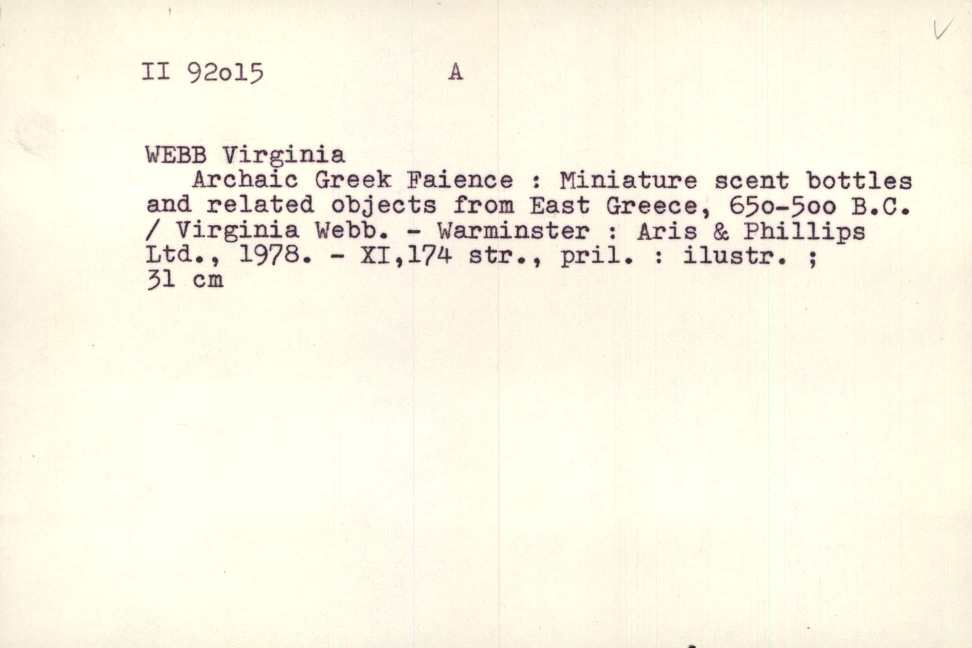 II 92o15 A
WEBB Virginia
Archaic Greek Faience : Miniature scent bottles
and related objects from East Greece, 65o-5oo B.C.
/ Virginia Webb. - Warminster : Aris & Phillips
Ltd., 1978. - XI,174 str., pril. : ilustr. ;
31 cm